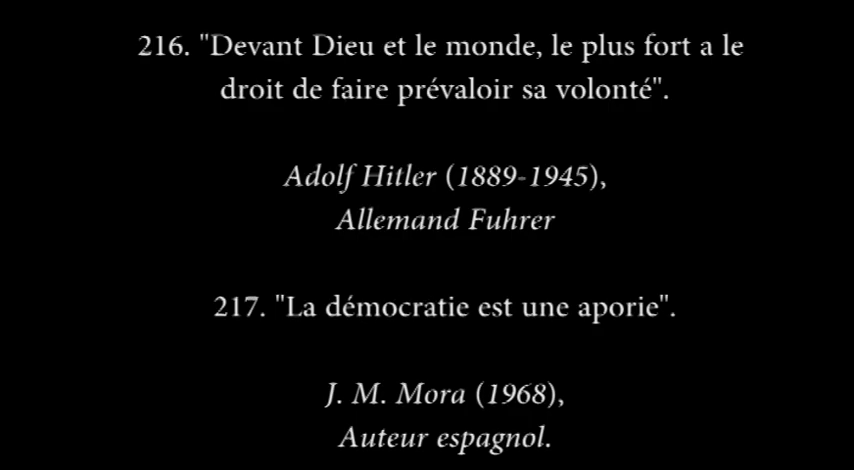 216. "Devant Dieu et le monde, le plus fort a le
droit de faire prévaloir sa volonté".
Adolf Hitler (1889-1945),
Allemand Fuhrer
217. "La démocratie est une aporie".
J. M. Mora (1968),
Auteur espagnol.